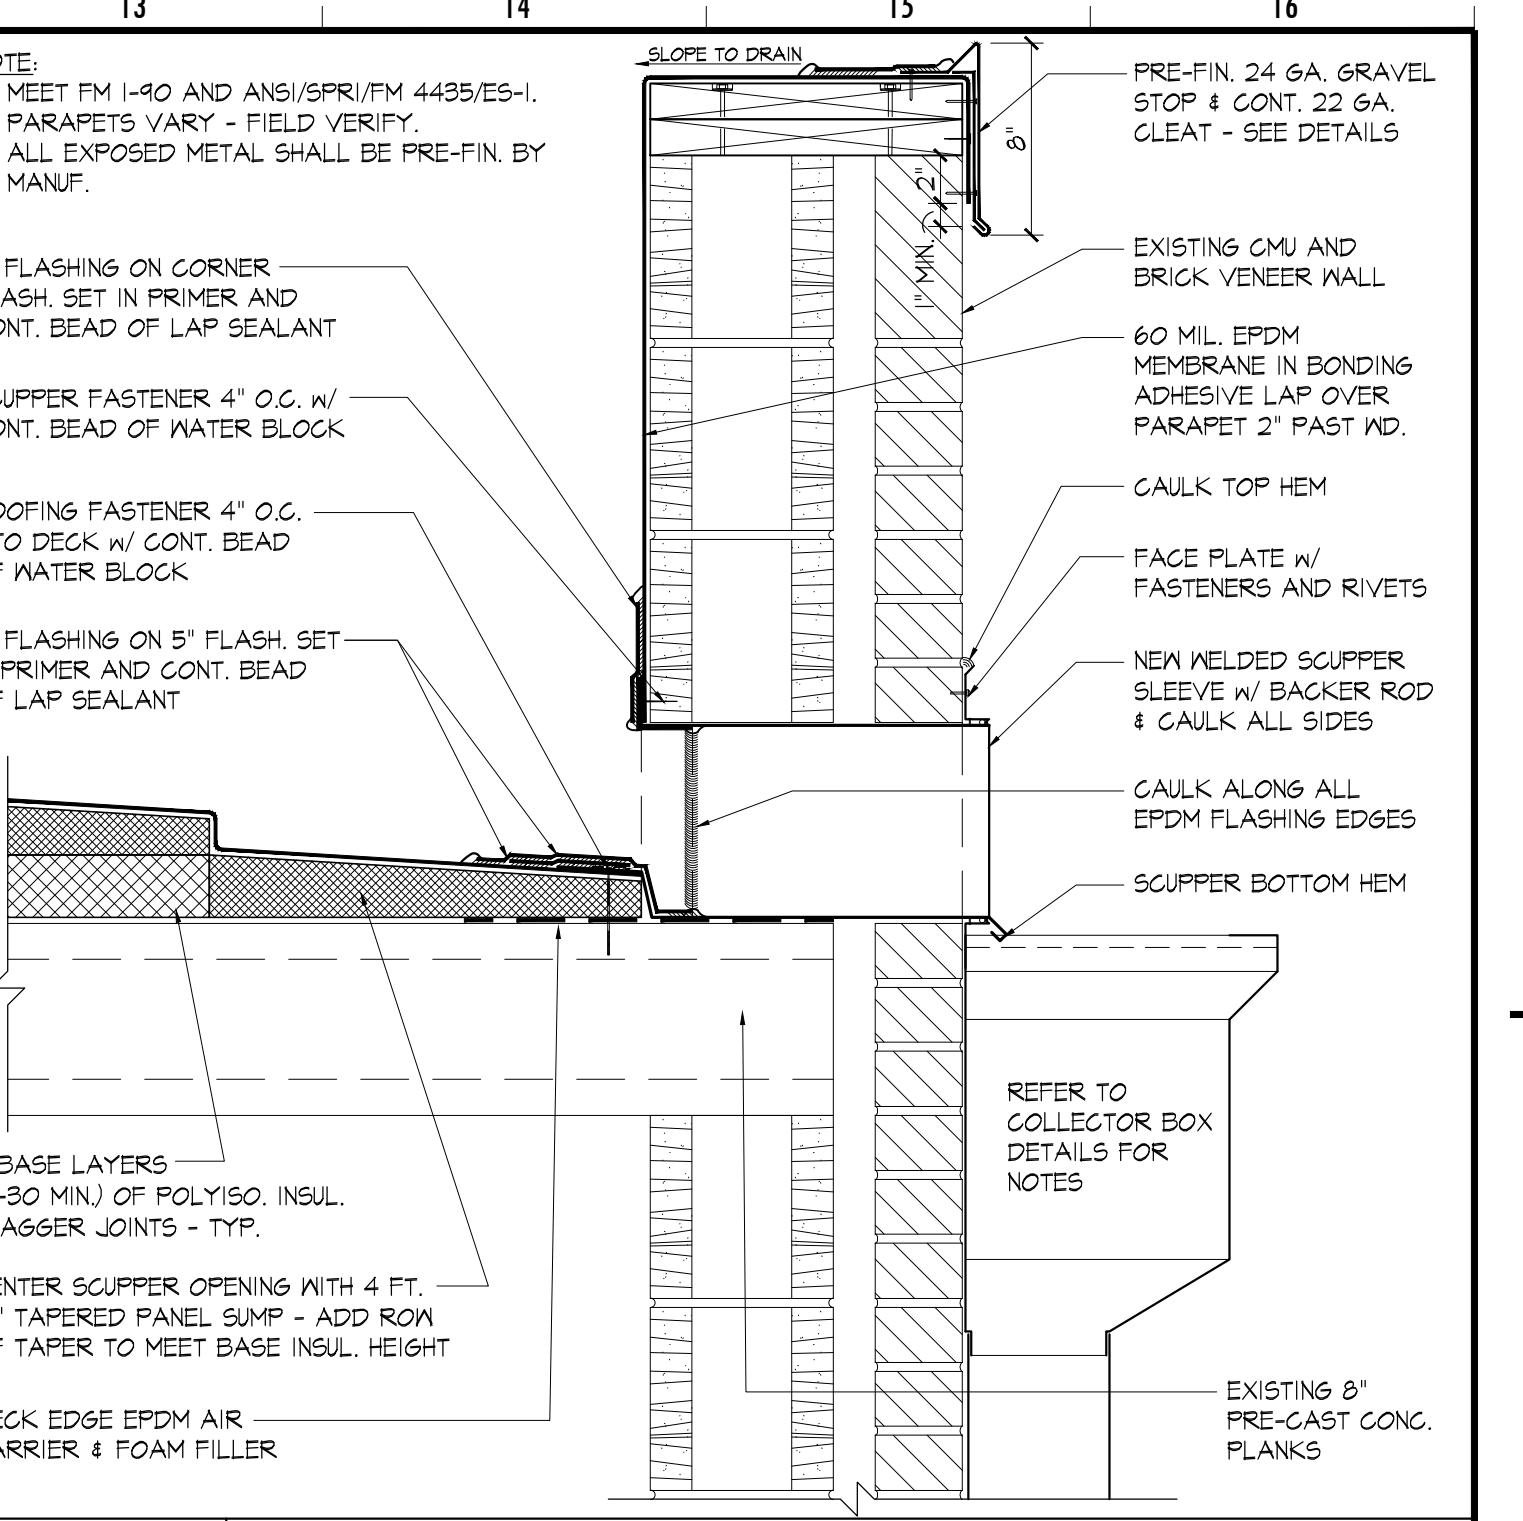 13 14 15 16
OTE:
MEET FM 1-90 AND ANSI/SPRI/FM 4435/ES-1.
PARAPETS VARY - FIELD VERIFY.
ALL EXPOSED METAL SHALL BE PRE-FIN. BY
MANUF.
FLASHING ON CORNER
ASH. SET IN PRIMER AND
ONT. BEAD OF LAP SEALANT
CUPPER FASTENER 4" O.C. W/
ONT. BEAD OF WATER BLOCK
OOFING FASTENER 4" O.C.
TO DECK W/ CONT. BEAD
F WATER BLOCK
FLASHING ON 5" FLASH. SET
PRIMER AND CONT. BEAD
F LAP SEALANT
BASE LAYERS
-30 MIN.) OF POLYISO. INSUL.
AGGER JOINTS - TYP.
ENTER SCUPPER OPENING WITH 4 FT.
" TAPERED PANEL SUMP - ADD ROW
F TAPER TO MEET BASE INSUL. HEIGHT
ECK EDGE EPDM AIR
ARRIER & FOAM FILLER
SLOPE TO DRAIN
8"
2"
1" MIN.
PRE-FIN. 24 GA. GRAVEL
STOP & CONT. 22 GA.
CLEAT - SEE DETAILS
EXISTING CMU AND
BRICK VENEER WALL
60 MIL. EPDM
MEMBRANE IN BONDING
ADHESIVE LAP OVER
PARAPET 2" PAST WD.
CAULK TOP HEM
FACE PLATE W/
FASTENERS AND RIVETS
NEW WELDED SCUPPER
SLEEVE W/ BACKER ROD
& CAULK ALL SIDES
CAULK ALONG ALL
EPDM FLASHING EDGES
SCUPPER BOTTOM HEM
REFER TO
COLLECTOR BOX
DETAILS FOR
NOTES
EXISTING 8"
PRE-CAST CONC.
PLANKS